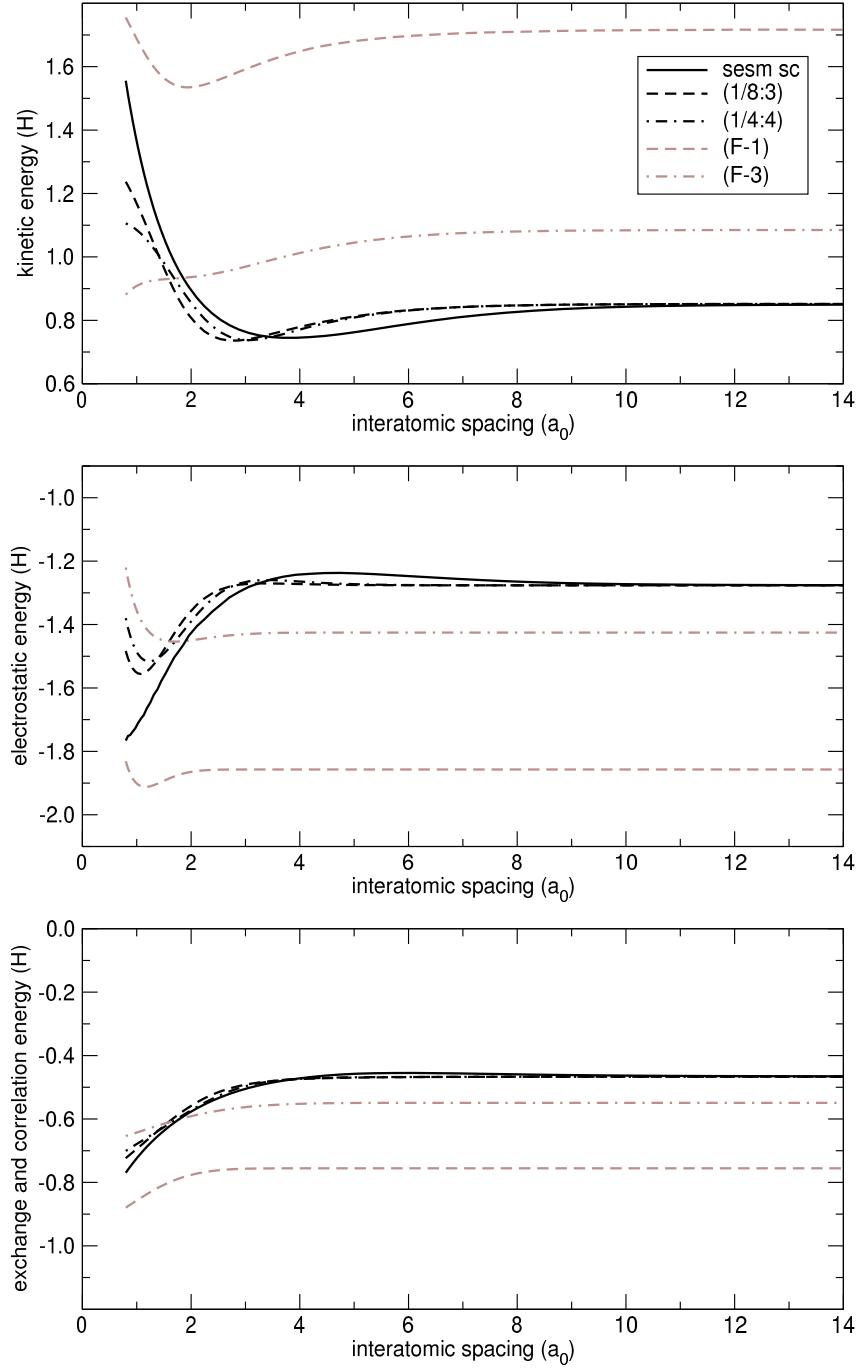 1.6
1.4
1.2
1.0
0.8
0.6
kinetic energy (H)
sesm sc
(1/8:3)
(1/4:4)
(F-1)
(F-3)
0 2 4 6 8 10 12 14
interatomic spacing (a0)
-1.0
-1.2
-1.4
-1.6
-1.8
-2.0
electrostatic energy (H)
0 2 4 6 8 10 12 14
interatomic spacing (a0)
0.0
-0.2
-0.4
-0.6
-0.8
-1.0
exchange and correlation energy (H)
0 2 4 6 8 10 12 14
interatomic spacing (a0)